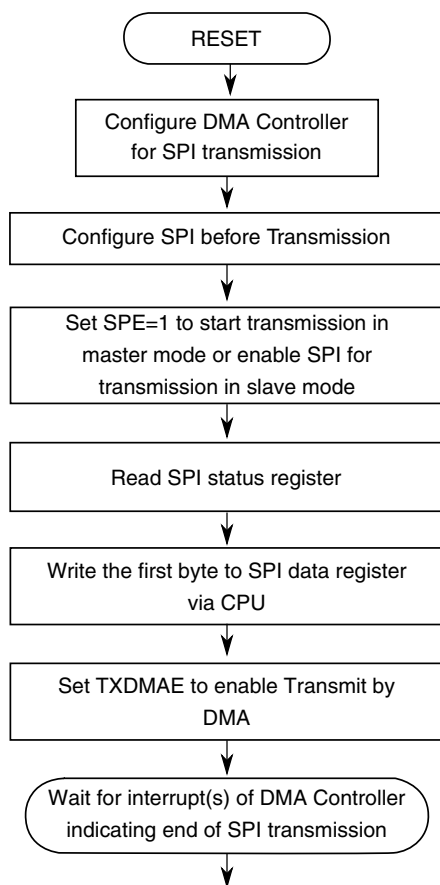 RESET
Configure DMA Controller
for SPI transmission
Configure SPI before Transmission
Set SPE=1 to start transmission in
master mode or enable SPI for
transmission in slave mode
Read SPI status register
Write the first byte to SPI data register
via CPU
Set TXDMAE to enable Transmit by
DMA
Wait for interrupt(s) of DMA Controller
indicating end of SPI transmission